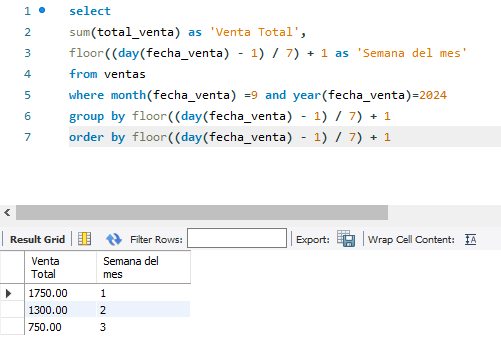 1 select
2 sum(total_venta) as 'Venta Total',
3 floor((day(fecha_venta) - 1) / 7) + 1 as 'Semana del mes'
4 from ventas
5 where month(fecha_venta) =9 and year(fecha_venta)=2024
6 group by floor((day(fecha_venta) - 1) / 7) + 1
7 order by floor((day(fecha_venta) - 1) / 7) + 1
Result Grid Filter Rows: Export: Wrap Cell Content: IA
Venta Total Semana del mes
1750.00 1
1300.00 2
750.00 3